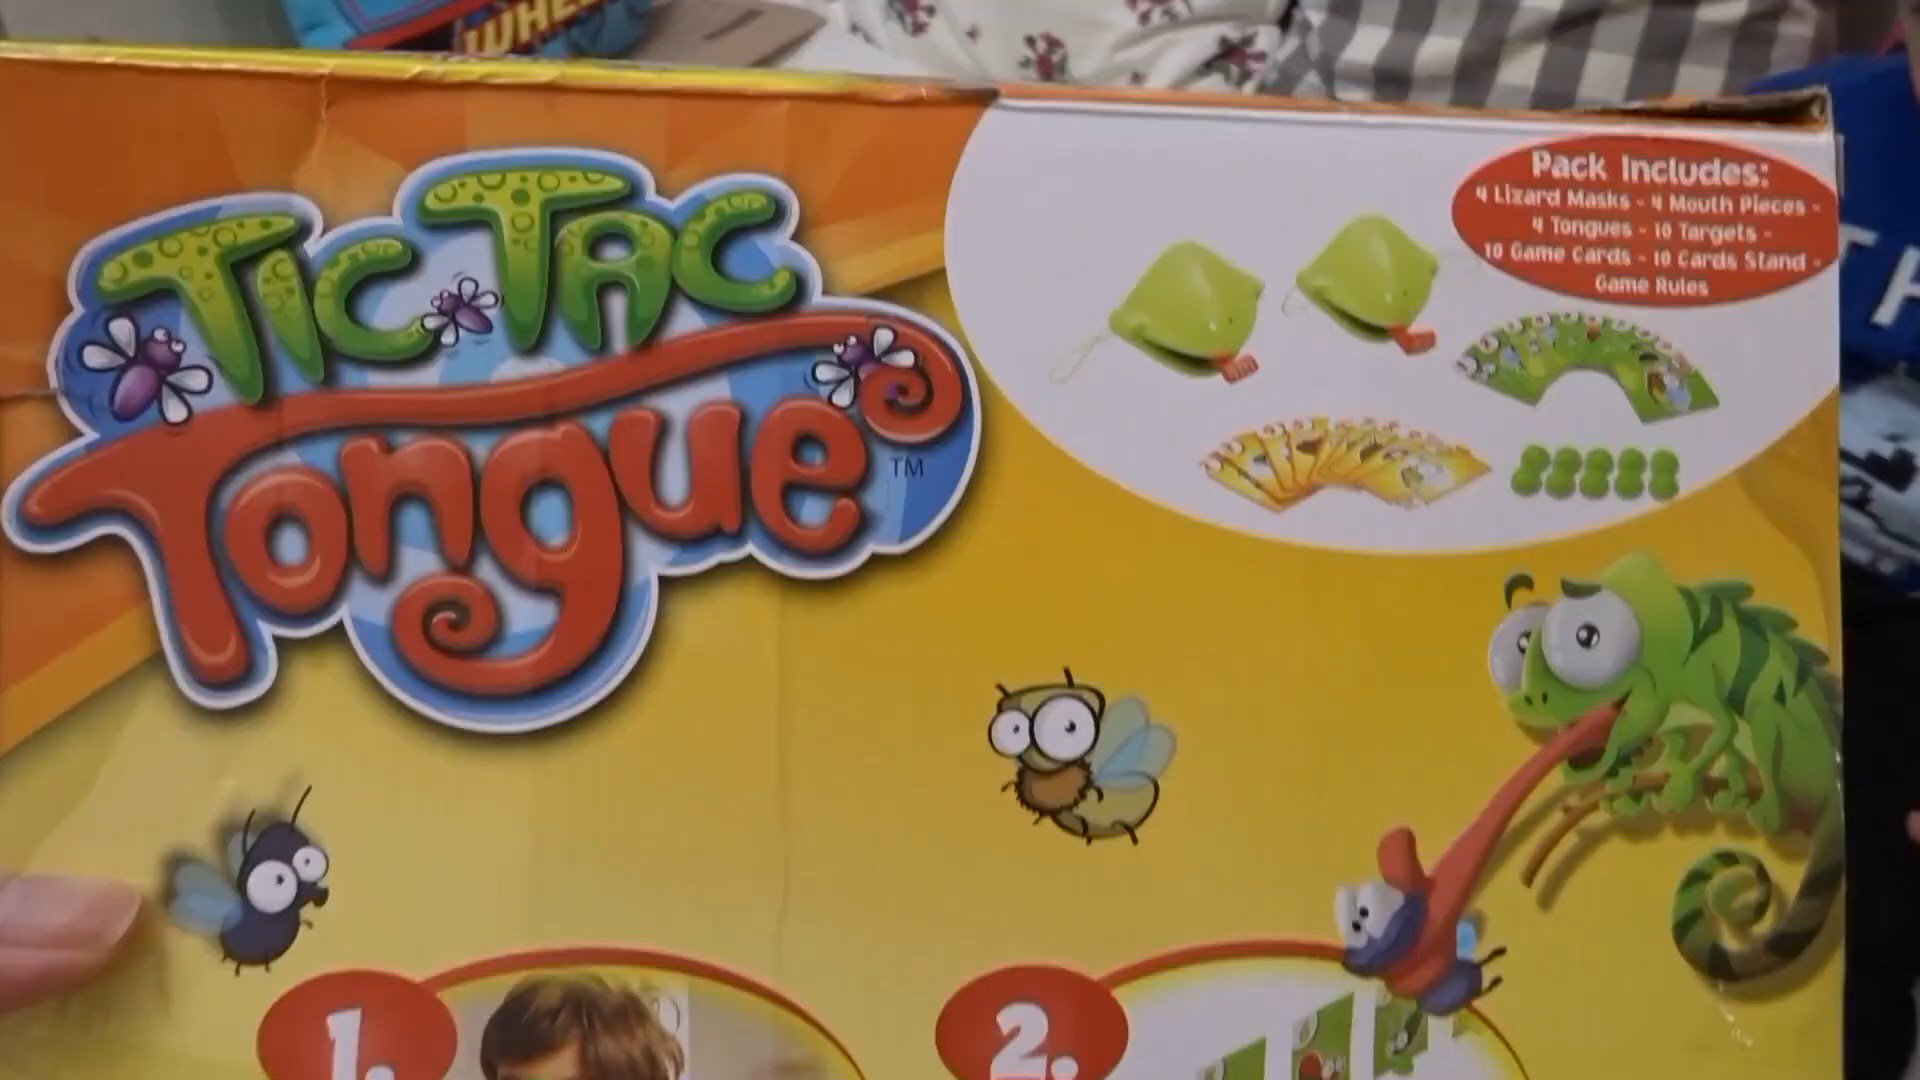 WHEE
TIC TAC
Tongue
TM
Pack Includes:
4 Lizard Masks - 4 Mouth Pieces -
4 Tongues - 10 Targets -
10 Game Cards - 10 Cards Stand -
Game Rules
1.
2.